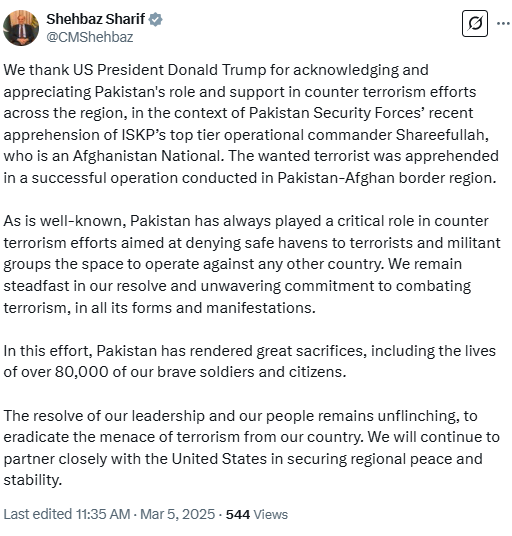 Shehbaz Sharif
@CMShehbaz
We thank US President Donald Trump for acknowledging and
appreciating Pakistan's role and support in counter terrorism efforts
across the region, in the context of Pakistan Security Forces’ recent
apprehension of ISKP’s top tier operational commander Shareefullah,
who is an Afghanistan National. The wanted terrorist was apprehended
in a successful operation conducted in Pakistan-Afghan border region.
As is well-known, Pakistan has always played a critical role in counter
terrorism efforts aimed at denying safe havens to terrorists and militant
groups the space to operate against any other country. We remain
steadfast in our resolve and unwavering commitment to combating
terrorism, in all its forms and manifestations.
In this effort, Pakistan has rendered great sacrifices, including the lives
of over 80,000 of our brave soldiers and citizens.
The resolve of our leadership and our people remains unflinching, to
eradicate the menace of terrorism from our country. We will continue to
partner closely with the United States in securing regional peace and
stability.
Last edited 11:35 AM · Mar 5, 2025 · 544 Views